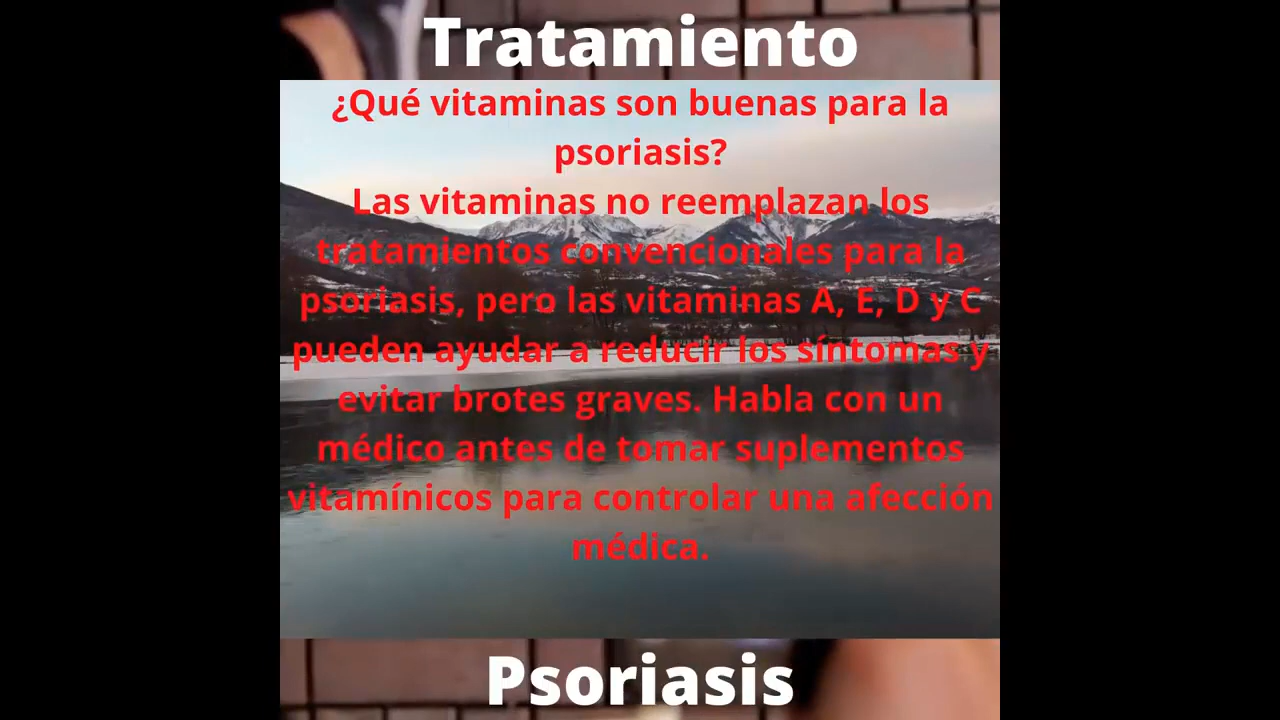 Tratamiento
¿Qué vitaminas son buenas para la
psoriasis?
Las vitaminas no reemplazan los
tratamientos convencionales para la
psoriasis, pero las vitaminas A, E, D y C
pueden ayudar a reducir los síntomas y
evitar brotes graves. Habla con un
médico antes de tomar suplementos
vitamínicos para controlar una afección
médica.
Psoriasis